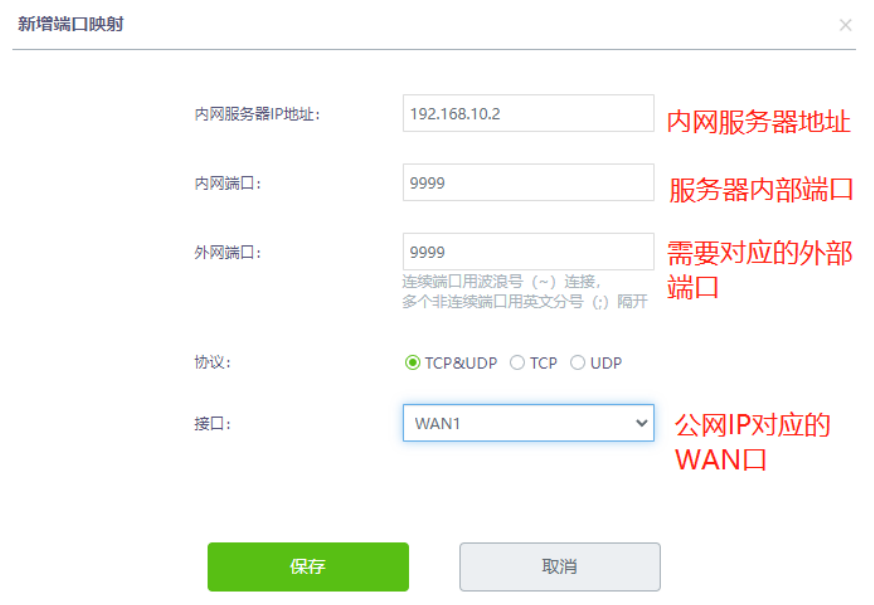 新增端口映射
内网服务器IP地址:
192.168.10.2
内网服务器地址
内网端口:
9999
服务器内部端口
外网端口:
9999
需要对应的外部
端口
连续端口用波浪号（~）连接,
多个非连续端口用英文分号（;）隔开
协议:
TCP&UDP TCP UDP
接口:
WAN1
公网IP对应的
WAN口
保存 取消